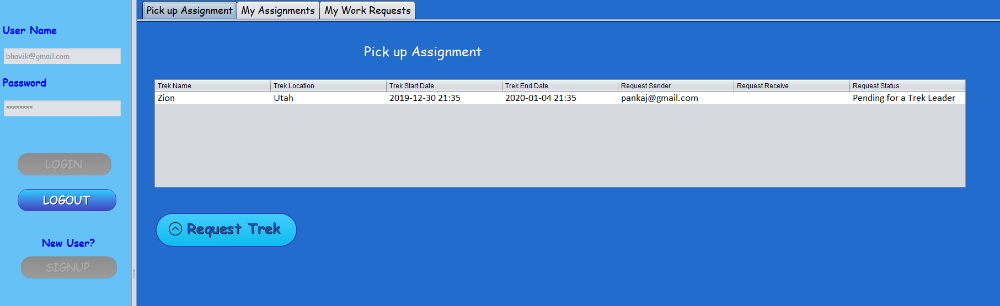 User Name
bhavik@gmail.com
Password
********
LOGIN
LOGOUT
New User?
SIGNUP
Pick up Assignment My Assignments My Work Requests
Pick up Assignment
Trek Name Trek Location Trek Start Date Trek End Date Request Sender Request Receive Request Status
Zion Utah 2019-12-30 21:35 2020-01-04 21:35 pankaj@gmail.com Pending for a Trek Leader
Request Trek